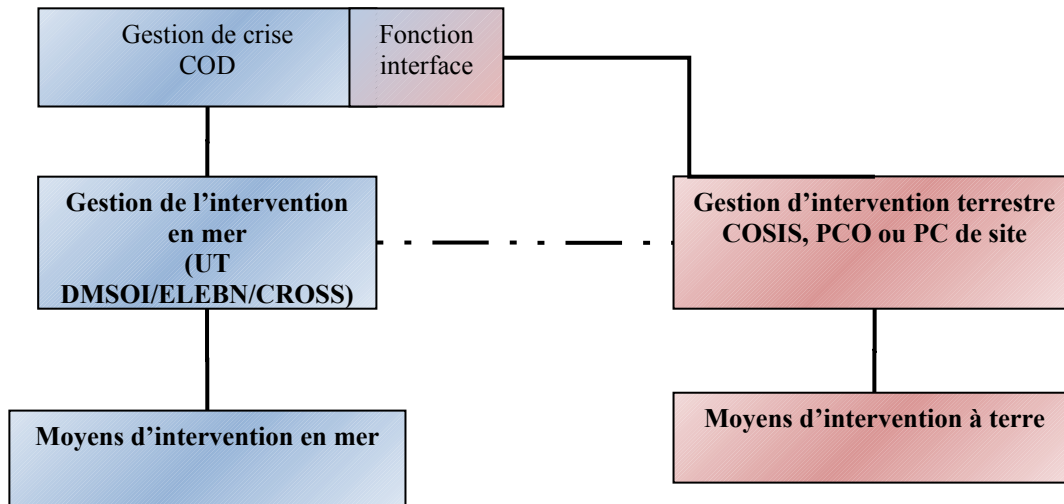 Gestion de crise
COD
Fonction
interface
Gestion de l’intervention
en mer
(UT
DMSOI/ELEBN/CROSS)
Gestion d’intervention terrestre
COSIS, PCO ou PC de site
Moyens d’intervention en mer
Moyens d’intervention à terre